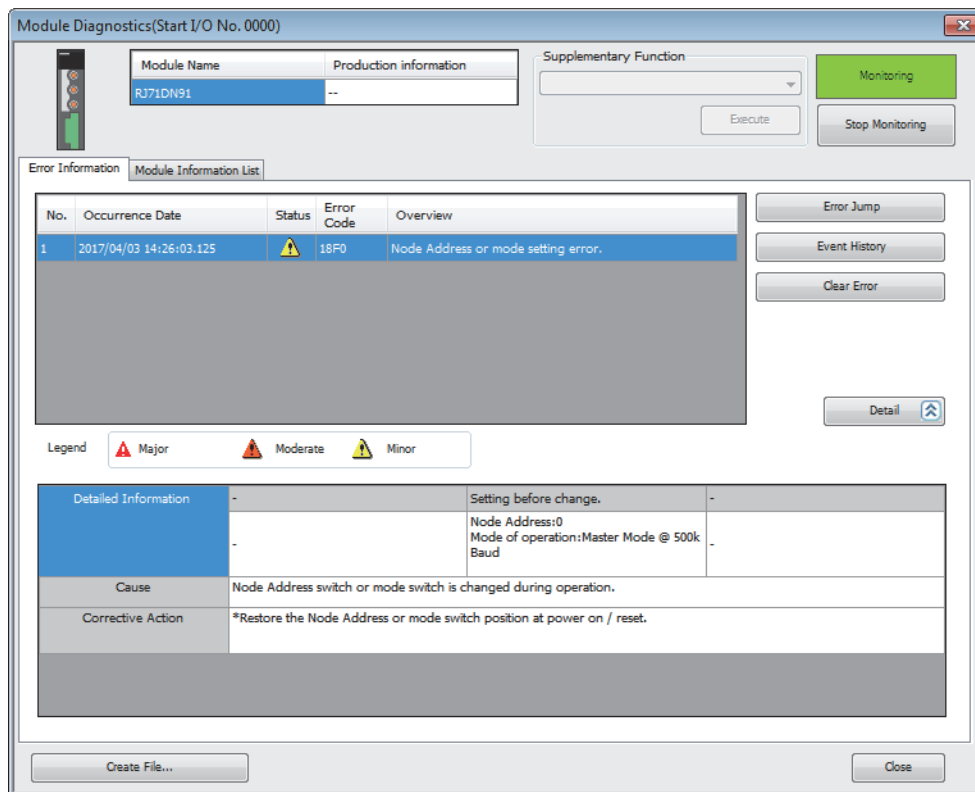 Module Diagnostics(Start I/O No. 0000)
Module Name
Production information
RJ71DN91
--
Supplementary Function
Execute
Monitoring
Stop Monitoring
Error Information
Module Information List
No.
Occurrence Date
Status
Error
Code
Overview
1
2017/04/03 14:26:03.125
18F0
Node Address or mode setting error.
Error Jump
Event History
Clear Error
Detail
Legend
Major
Moderate
Minor
Detailed Information
-
Setting before change.
-
-
Node Address:0
Mode of operation:Master Mode @ 500k
Baud
-
Cause
Node Address switch or mode switch is changed during operation.
Corrective Action
*Restore the Node Address or mode switch position at power on / reset.
Create File...
Close